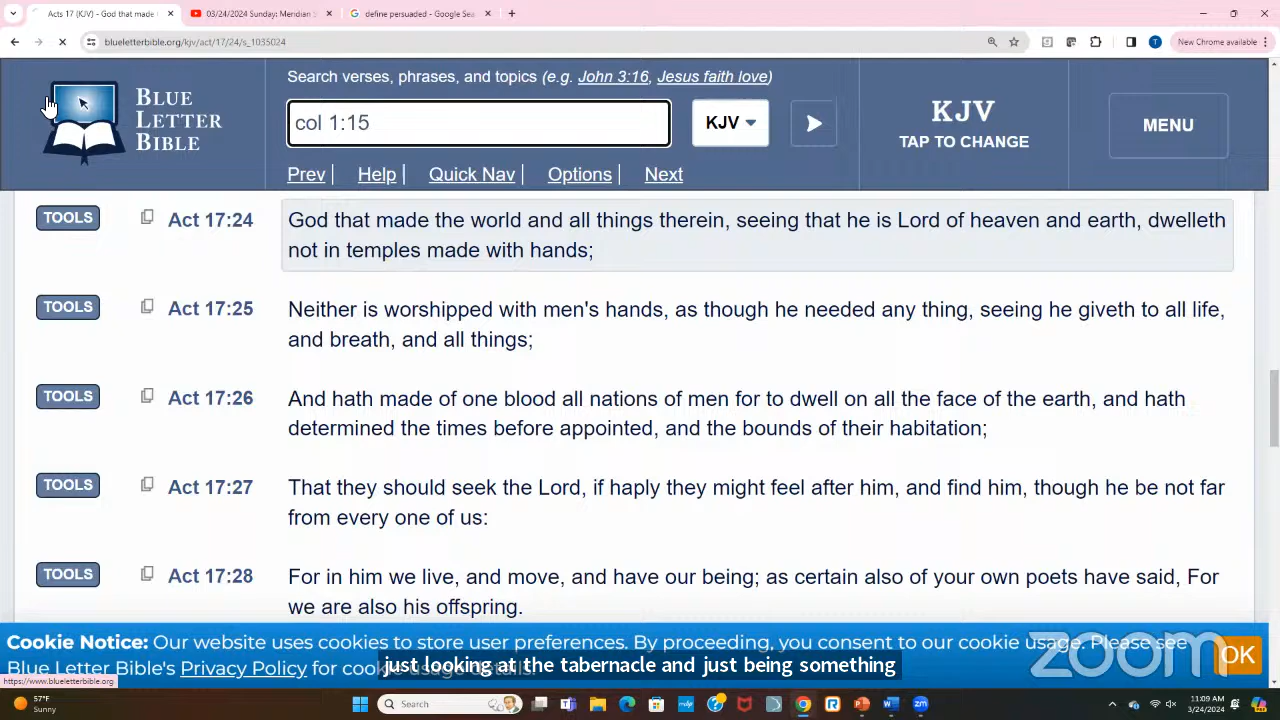 Acts 17 (KJV) - God that made
03/24/2024 Sunday: Meridian S
define persuaded - Google Sea
blueletterbible.org/kjv/act/17/24/s_1035024
New Chrome available
BLUE
LETTER
BIBLE
Search verses, phrases, and topics (e.g. John 3:16, Jesus faith love)
col 1:15
KJV
Prev | Help | Quick Nav | Options | Next
KJV
TAP TO CHANGE
MENU
TOOLS Act 17:24 God that made the world and all things therein, seeing that he is Lord of heaven and earth, dwelleth
not in temples made with hands;
TOOLS Act 17:25 Neither is worshipped with men's hands, as though he needed any thing, seeing he giveth to all life,
and breath, and all things;
TOOLS Act 17:26 And hath made of one blood all nations of men for to dwell on all the face of the earth, and hath
determined the times before appointed, and the bounds of their habitation;
TOOLS Act 17:27 That they should seek the Lord, if haply they might feel after him, and find him, though he be not far
from every one of us:
TOOLS Act 17:28 For in him we live, and move, and have our being; as certain also of your own poets have said, For
we are also his offspring.
Cookie Notice: Our website uses cookies to store user preferences. By proceeding, you consent to our cookie usage. Please see
Blue Letter Bible's Privacy Policy for cookie usage details.
OK
just looking at the tabernacle and just being something
zoom
https://www.blueletterbible.org
57°F
Sunny
Search
11:09 AM
3/24/2024